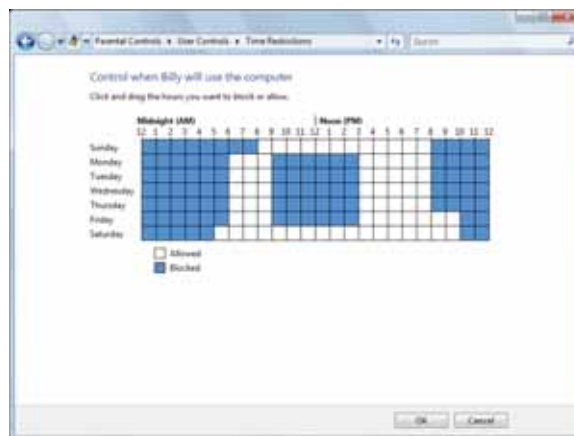 Parental Controls ▸ User Controls ▸ Time Restrictions
Search
Control when Billy will use the computer
Click and drag the hours you want to block or allow.
Midnight (AM) Noon (PM)
12 1 2 3 4 5 6 7 8 9 10 11 12 1 2 3 4 5 6 7 8 9 10 11 12
Sunday
Monday
Tuesday
Wednesday
Thursday
Friday
Saturday
Allowed
Blocked
OK Cancel